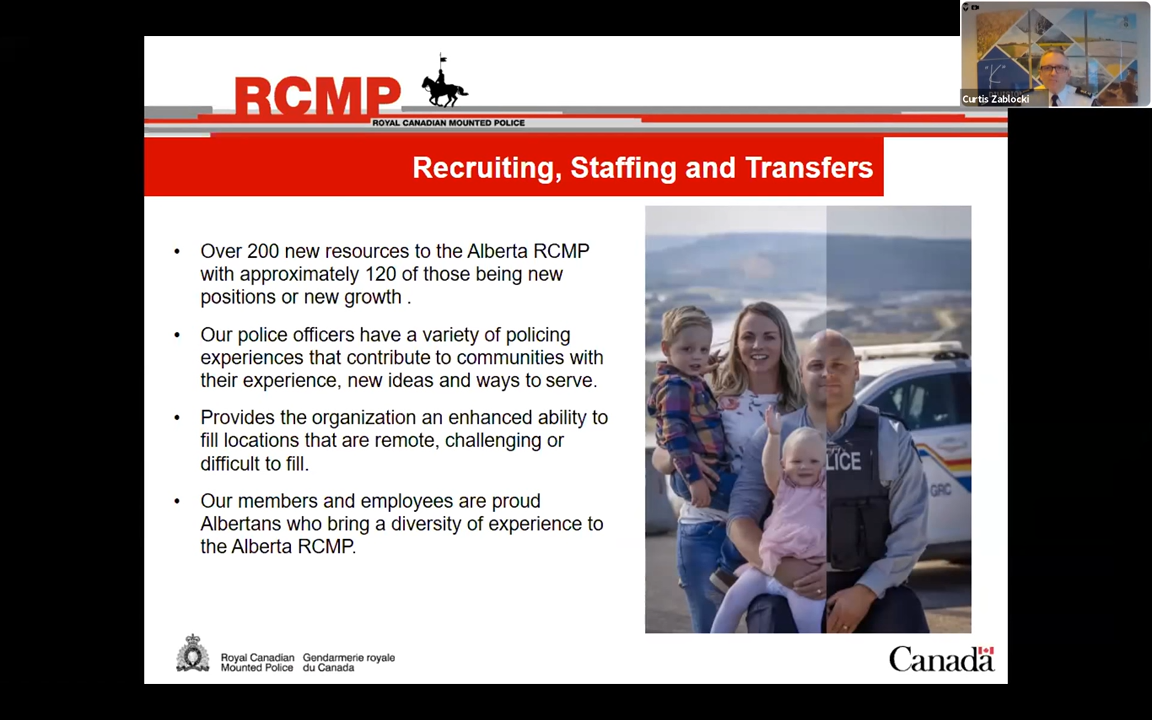 Curtis Zablocki
RCMP
ROYAL CANADIAN MOUNTED POLICE
Recruiting, Staffing and Transfers
• Over 200 new resources to the Alberta RCMP
with approximately 120 of those being new
positions or new growth .
• Our police officers have a variety of policing
experiences that contribute to communities with
their experience, new ideas and ways to serve.
• Provides the organization an enhanced ability to
fill locations that are remote, challenging or
difficult to fill.
• Our members and employees are proud
Albertans who bring a diversity of experience to
the Alberta RCMP.
LICE
GRC
Royal Canadian Gendarmerie royale
Mounted Police du Canada
Canada
"K"